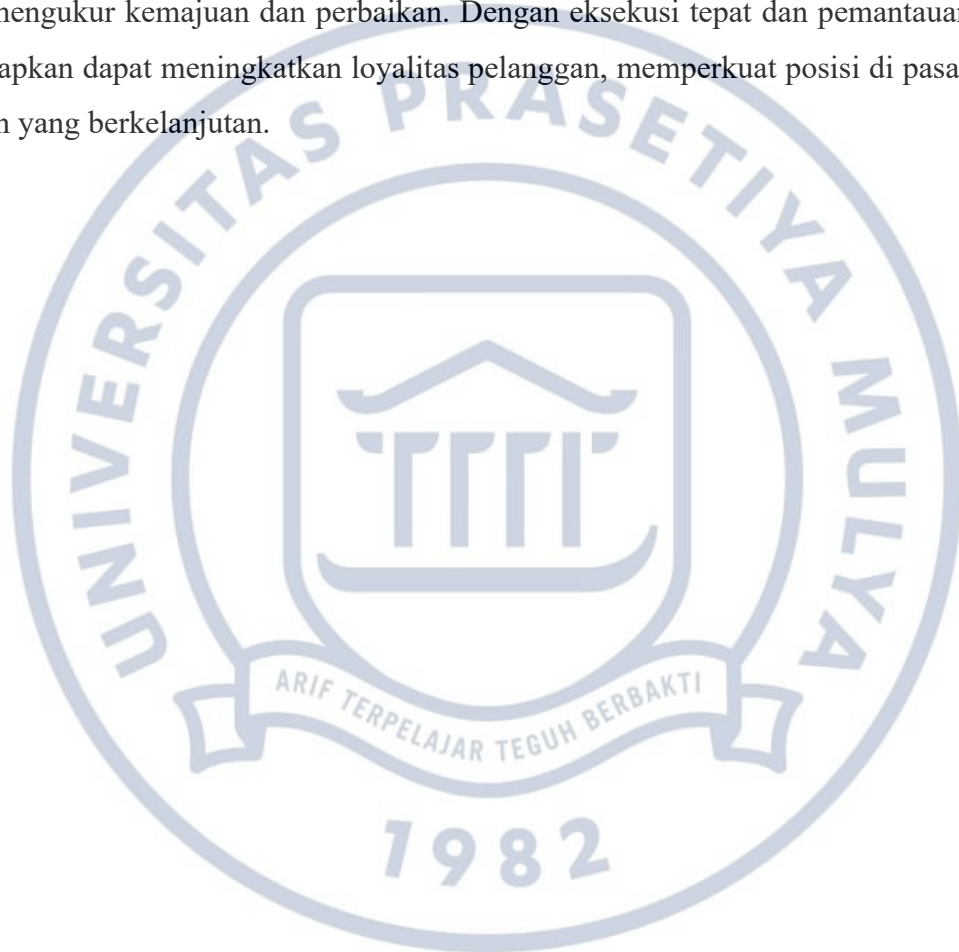 mengukur kemajuan dan perbaikan. Dengan eksekusi tepat dan pemantauan
apkan dapat meningkatkan loyalitas pelanggan, memperkuat posisi di pasa
n yang berkelanjutan.
UNIVERSITAS PRASETIYA MULYA
ARIF TERPELAJAR TEGUH BERBAKTI
1982